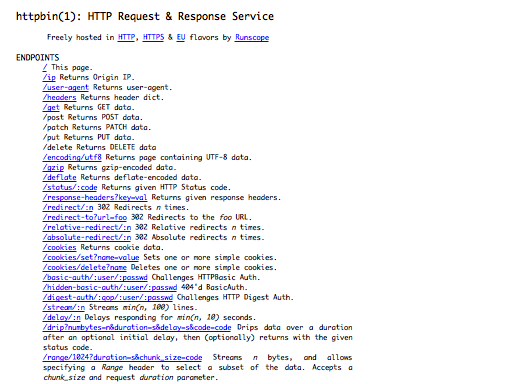 httpbin(1): HTTP Request & Response Service
Freely hosted in HTTP, HTTPS & EU flavors by Runscope
ENDPOINTS
/ This page.
/ip Returns Origin IP.
/user-agent Returns user-agent.
/headers Returns header dict.
/get Returns GET data.
/post Returns POST data.
/patch Returns PATCH data.
/put Returns PUT data.
/delete Returns DELETE data
/encoding/utf8 Returns page containing UTF-8 data.
/gzip Returns gzip-encoded data.
/deflate Returns deflate-encoded data.
/status/:code Returns given HTTP Status code.
/response-headers?key=val Returns given response headers.
/redirect/:n 302 Redirects n times.
/redirect-to?url=foo 302 Redirects to the foo URL.
/relative-redirect/:n 302 Relative redirects n times.
/absolute-redirect/:n 302 Absolute redirects n times.
/cookies Returns cookie data.
/cookies/set?name=value Sets one or more simple cookies.
/cookies/delete?name Deletes one or more simple cookies.
/basic-auth/:user/:passwd Challenges HTTPBasic Auth.
/hidden-basic-auth/:user/:passwd 404'd BasicAuth.
/digest-auth/:qop/:user/:passwd Challenges HTTP Digest Auth.
/stream/:n Streams min(n, 100) lines.
/delay/:n Delays responding for min(n, 10) seconds.
/drip?numbytes=n&duration=s&delay=s&code=code Drips data over a duration
after an optional initial delay, then (optionally) returns with the given
status code.
/range/1024?duration=s&chunk_size=code Streams n bytes, and allows
specifying a Range header to select a subset of the data. Accepts a
chunk_size and request duration parameter.